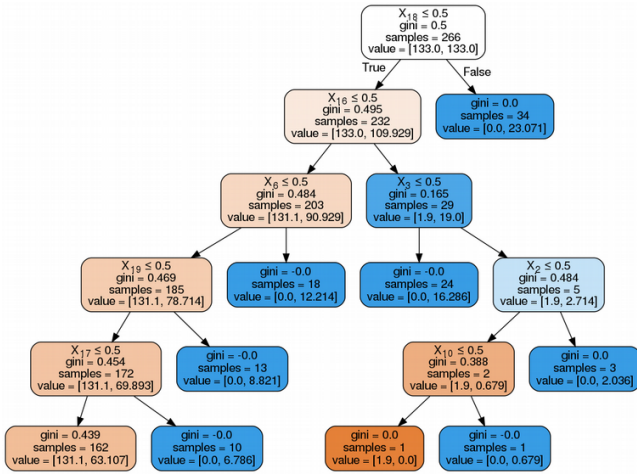 X18 ≤ 0.5
gini = 0.5
samples = 266
value = [133.0, 133.0]
True
False
X16 ≤ 0.5
gini = 0.495
samples = 232
value = [133.0, 109.929]
gini = 0.0
samples = 34
value = [0.0, 23.071]
X6 ≤ 0.5
gini = 0.484
samples = 203
value = [131.1, 90.929]
X3 ≤ 0.5
gini = 0.165
samples = 29
value = [1.9, 19.0]
X19 ≤ 0.5
gini = 0.469
samples = 185
value = [131.1, 78.714]
gini = -0.0
samples = 18
value = [0.0, 12.214]
gini = -0.0
samples = 24
value = [0.0, 16.286]
X2 ≤ 0.5
gini = 0.484
samples = 5
value = [1.9, 2.714]
X17 ≤ 0.5
gini = 0.454
samples = 172
value = [131.1, 69.893]
gini = -0.0
samples = 13
value = [0.0, 8.821]
X10 ≤ 0.5
gini = 0.388
samples = 2
value = [1.9, 0.679]
gini = 0.0
samples = 3
value = [0.0, 2.036]
gini = 0.439
samples = 162
value = [131.1, 63.107]
gini = -0.0
samples = 10
value = [0.0, 6.786]
gini = 0.0
samples = 1
value = [1.9, 0.0]
gini = -0.0
samples = 1
value = [0.0, 0.679]